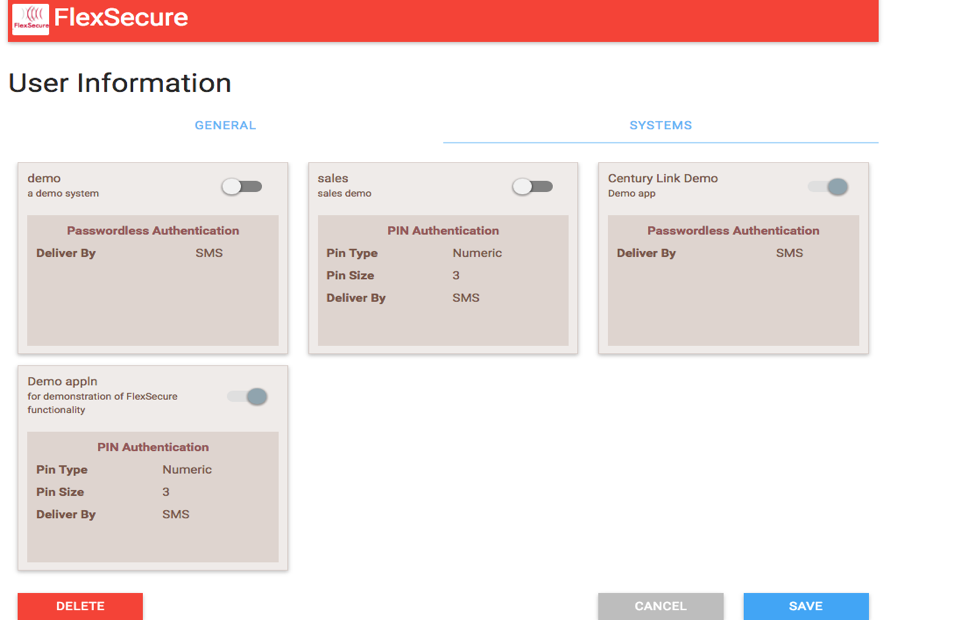 FlexSecure
FlexSecure
User Information
GENERAL
SYSTEMS
demo
a demo system
Passwordless Authentication
Deliver By SMS
sales
sales demo
PIN Authentication
Pin Type Numeric
Pin Size 3
Deliver By SMS
Century Link Demo
Demo app
Passwordless Authentication
Deliver By SMS
Demo appln
for demonstration of FlexSecure
functionality
PIN Authentication
Pin Type Numeric
Pin Size 3
Deliver By SMS
DELETE
CANCEL
SAVE